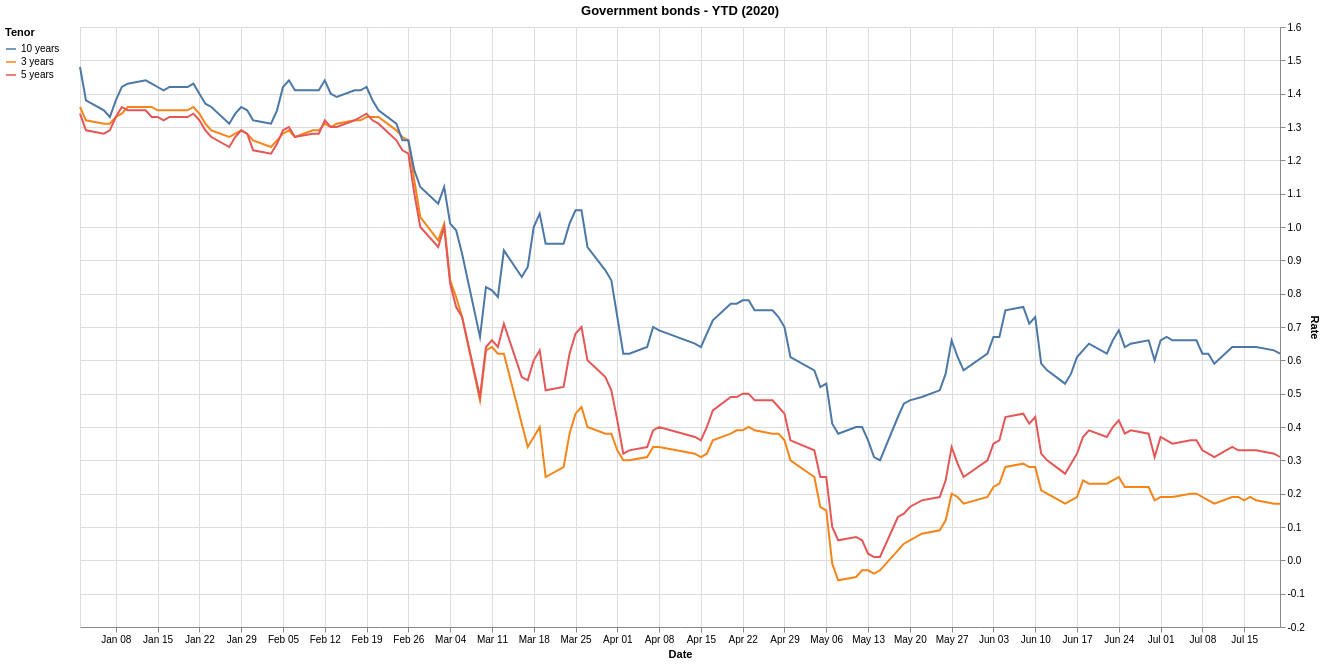 Government bonds - YTD (2020)
Tenor
10 years
3 years
5 years
1.6
1.5
1.4
1.3
1.2
1.1
1.0
0.9
0.8
0.7
0.6
0.5
0.4
0.3
0.2
0.1
0.0
-0.1
-0.2
Rate
Jan 08 Jan 15 Jan 22 Jan 29 Feb 05 Feb 12 Feb 19 Feb 26 Mar 04 Mar 11 Mar 18 Mar 25 Apr 01 Apr 08 Apr 15 Apr 22 Apr 29 May 06 May 13 May 20 May 27 Jun 03 Jun 10 Jun 17 Jun 24 Jul 01 Jul 08 Jul 15
Date